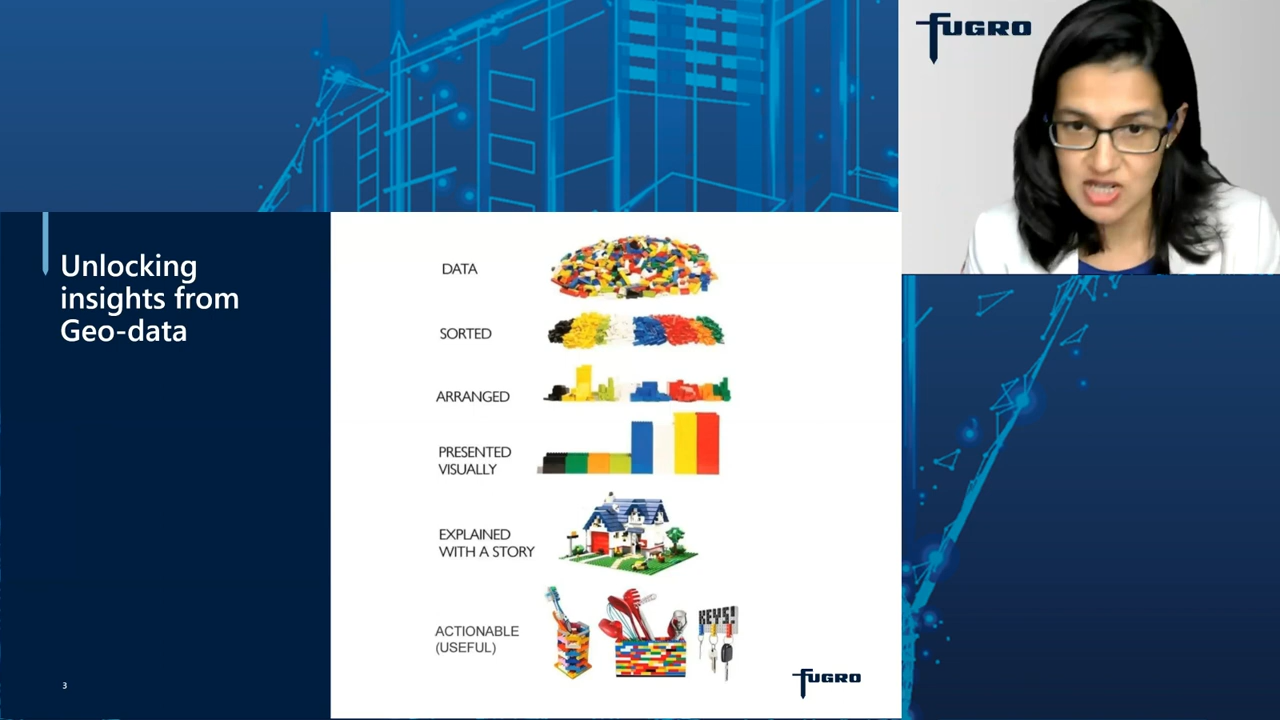 FUGRO
Unlocking
insights from
Geo-data
DATA
SORTED
ARRANGED
PRESENTED
VISUALLY
EXPLAINED
WITH A STORY
ACTIONABLE
(USEFUL)
KEYS!
3
FUGRO